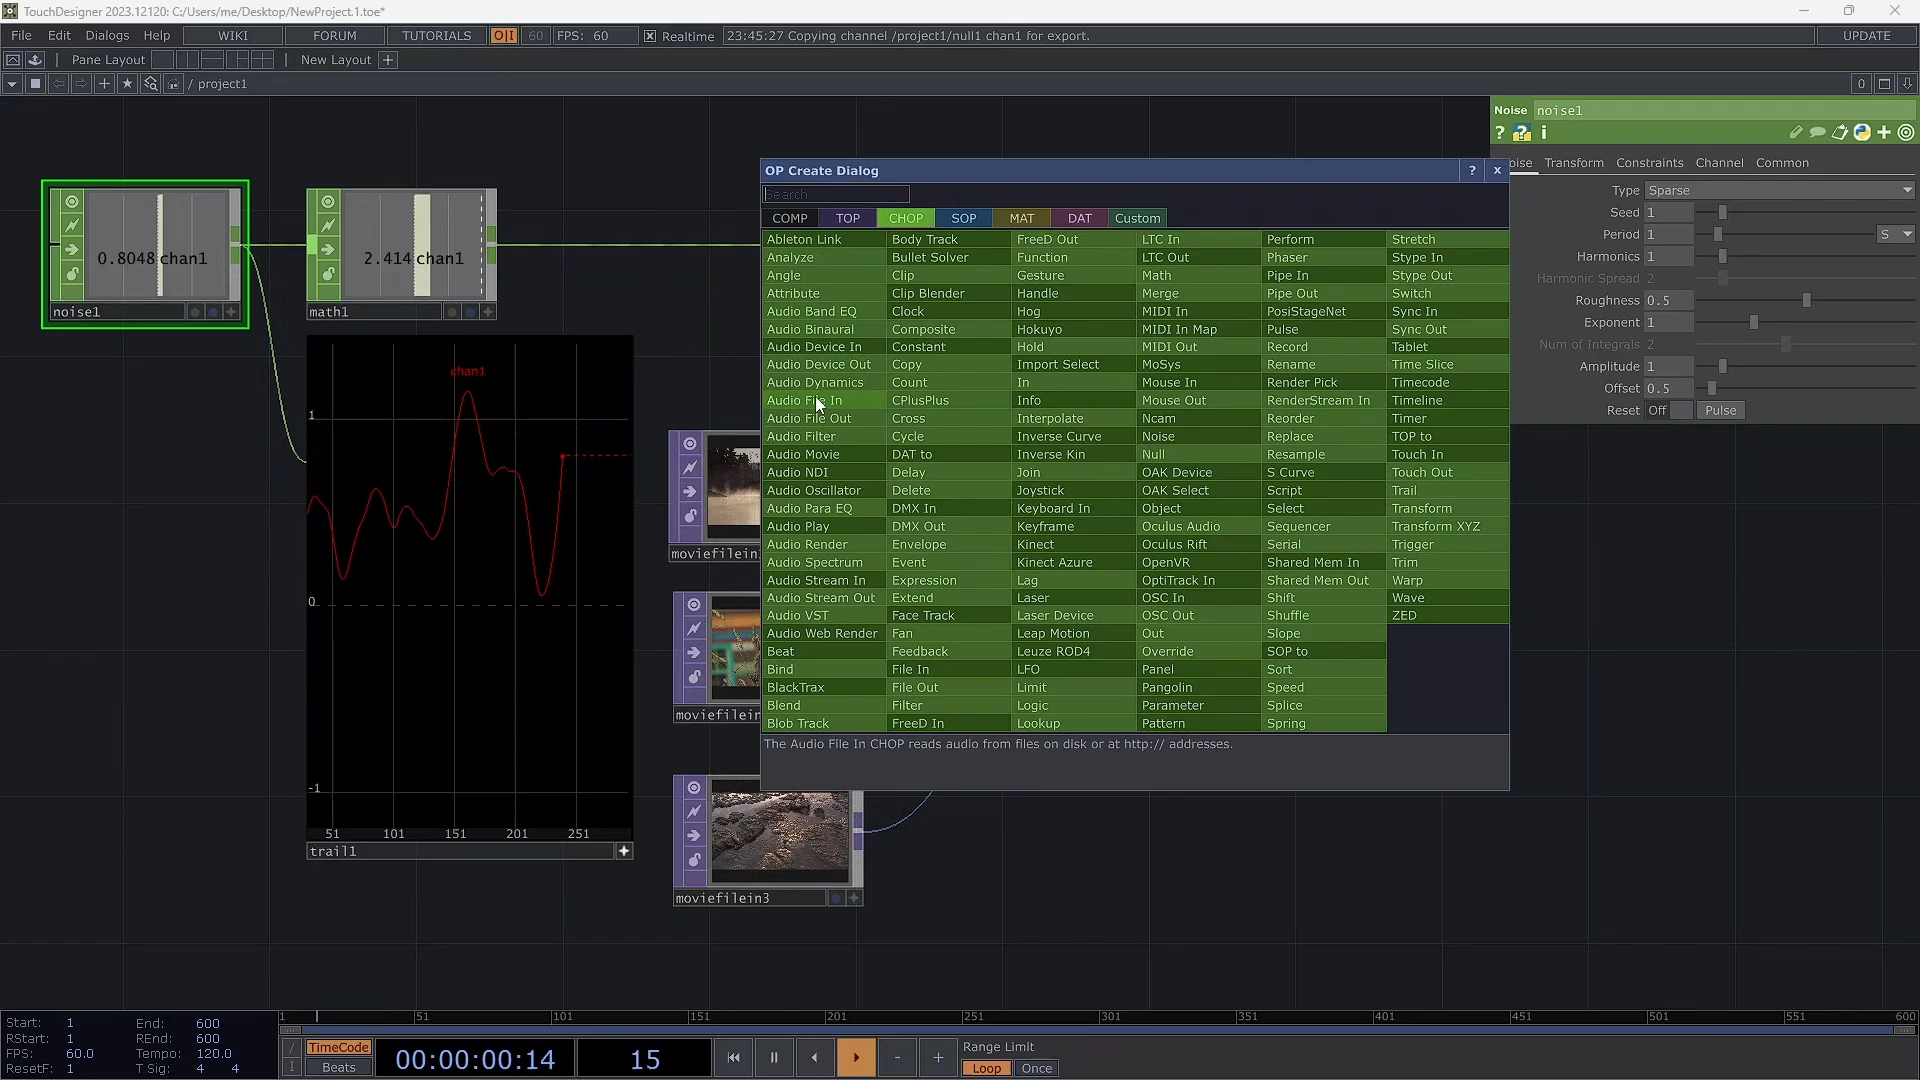 TouchDesigner 2023.12120: C:/Users/me/Desktop/NewProject.1.toe*
File Edit Dialogs Help WIKI FORUM TUTORIALS O|I 60 FPS: 60 Realtime 23:45:27 Copying channel /project1/null1 chan1 for export. UPDATE
Pane Layout New Layout +
/ project1 0
Noise noise1
Noise Transform Constraints Channel Common
Type Sparse
Seed 1
Period 1 S
Harmonics 1
Harmonic Spread 2
Roughness 0.5
Exponent 1
Num of Integrals 2
Amplitude 1
Offset 0.5
Reset Off Pulse
0.8048 chan1
noise1
2.414 chan1
math1
chan1
1
0
-1
51 101 151 201 251
trail1
moviefilein
moviefilein
moviefilein3
OP Create Dialog ? x
Search
COMP TOP CHOP SOP MAT DAT Custom
Ableton Link Body Track FreeD Out LTC In Perform Stretch
Analyze Bullet Solver Function LTC Out Phaser Stype In
Angle Clip Gesture Math Pipe In Stype Out
Attribute Clip Blender Handle Merge Pipe Out Switch
Audio Band EQ Clock Hog MIDI In PosiStageNet Sync In
Audio Binaural Composite Hokuyo MIDI In Map Pulse Sync Out
Audio Device In Constant Hold MIDI Out Record Tablet
Audio Device Out Copy Import Select MoSys Rename Time Slice
Audio Dynamics Count In Mouse In Render Pick Timecode
Audio File In CPlusPlus Info Mouse Out RenderStream In Timeline
Audio File Out Cross Interpolate Ncam Reorder Timer
Audio Filter Cycle Inverse Curve Noise Replace TOP to
Audio Movie DAT to Inverse Kin Null Resample Touch In
Audio NDI Delay Join OAK Device S Curve Touch Out
Audio Oscillator Delete Joystick OAK Select Script Trail
Audio Para EQ DMX In Keyboard In Object Select Transform
Audio Play DMX Out Keyframe Oculus Audio Sequencer Transform XYZ
Audio Render Envelope Kinect Oculus Rift Serial Trigger
Audio Spectrum Event Kinect Azure OpenVR Shared Mem In Trim
Audio Stream In Expression Lag OptiTrack In Shared Mem Out Warp
Audio Stream Out Extend Laser OSC In Shift Wave
Audio VST Face Track Laser Device OSC Out Shuffle ZED
Audio Web Render Fan Leap Motion Out Slope
Beat Feedback Leuze ROD4 Override SOP to
Bind File In LFO Panel Sort
BlackTrax File Out Limit Pangolin Speed
Blend Filter Logic Parameter Splice
Blob Track FreeD In Lookup Pattern Spring
The Audio File In CHOP reads audio from files on disk or at http:// addresses.
1 51 101 151 201 251 301 351 401 451 501 551 600
Start: 1 End: 600
RStart: 1 REnd: 600
FPS: 60.0 Tempo: 120.0
ResetF: 1 T Sig: 4 4
TimeCode
Beats
00:00:00:14 15
- +
Range Limit
Loop Once